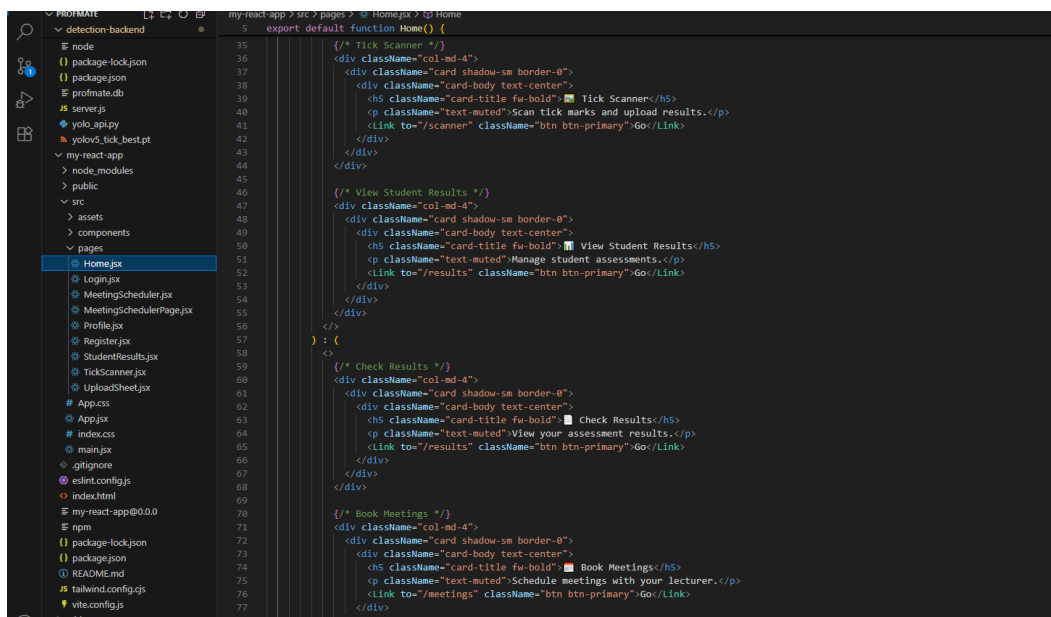 PROFMATE
detection-backend
node
package-lock.json
package.json
profmate.db
server.js
yolo_api.py
yolov5_tick_best.pt
my-react-app
node_modules
public
src
assets
components
pages
Home.jsx
Login.jsx
MeetingScheduler.jsx
MeetingSchedulerPage.jsx
Profile.jsx
Register.jsx
StudentResults.jsx
TickScanner.jsx
UploadSheet.jsx
App.css
App.jsx
index.css
main.jsx
.gitignore
eslint.config.js
index.html
my-react-app@0.0.0
npm
package-lock.json
package.json
README.md
tailwind.config.cjs
vite.config.js
my-react-app > src > pages > Home.jsx > Home
5 export default function Home() {
35 {/* Tick Scanner */}
36 <div className="col-md-4">
37 <div className="card shadow-sm border-0">
38 <div className="card-body text-center">
39 <h5 className="card-title fw-bold">🖼️ Tick Scanner</h5>
40 <p className="text-muted">Scan tick marks and upload results.</p>
41 <Link to="/scanner" className="btn btn-primary">Go</Link>
42 </div>
43 </div>
44 </div>
45
46 {/* View Student Results */}
47 <div className="col-md-4">
48 <div className="card shadow-sm border-0">
49 <div className="card-body text-center">
50 <h5 className="card-title fw-bold">📊 View Student Results</h5>
51 <p className="text-muted">Manage student assessments.</p>
52 <Link to="/results" className="btn btn-primary">Go</Link>
53 </div>
54 </div>
55 </div>
56 </>
57 ) : (
58 <>
59 {/* Check Results */}
60 <div className="col-md-4">
61 <div className="card shadow-sm border-0">
62 <div className="card-body text-center">
63 <h5 className="card-title fw-bold">📄 Check Results</h5>
64 <p className="text-muted">View your assessment results.</p>
65 <Link to="/results" className="btn btn-primary">Go</Link>
66 </div>
67 </div>
68 </div>
69
70 {/* Book Meetings */}
71 <div className="col-md-4">
72 <div className="card shadow-sm border-0">
73 <div className="card-body text-center">
74 <h5 className="card-title fw-bold">📅 Book Meetings</h5>
75 <p className="text-muted">Schedule meetings with your lecturer.</p>
76 <Link to="/meetings" className="btn btn-primary">Go</Link>
77 </div>